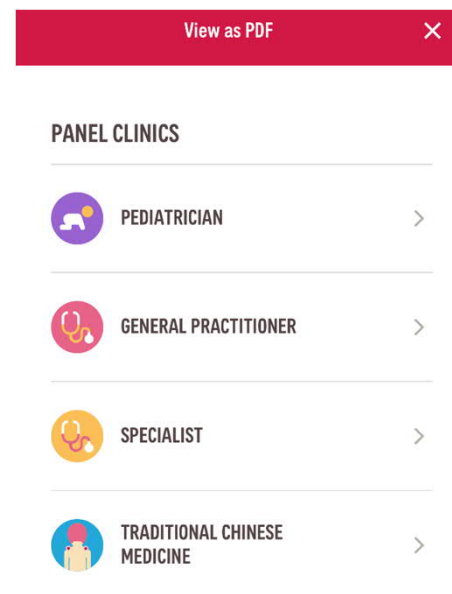 View as PDF
PANEL CLINICS
PEDIATRICIAN
GENERAL PRACTITIONER
SPECIALIST
TRADITIONAL CHINESE
MEDICINE